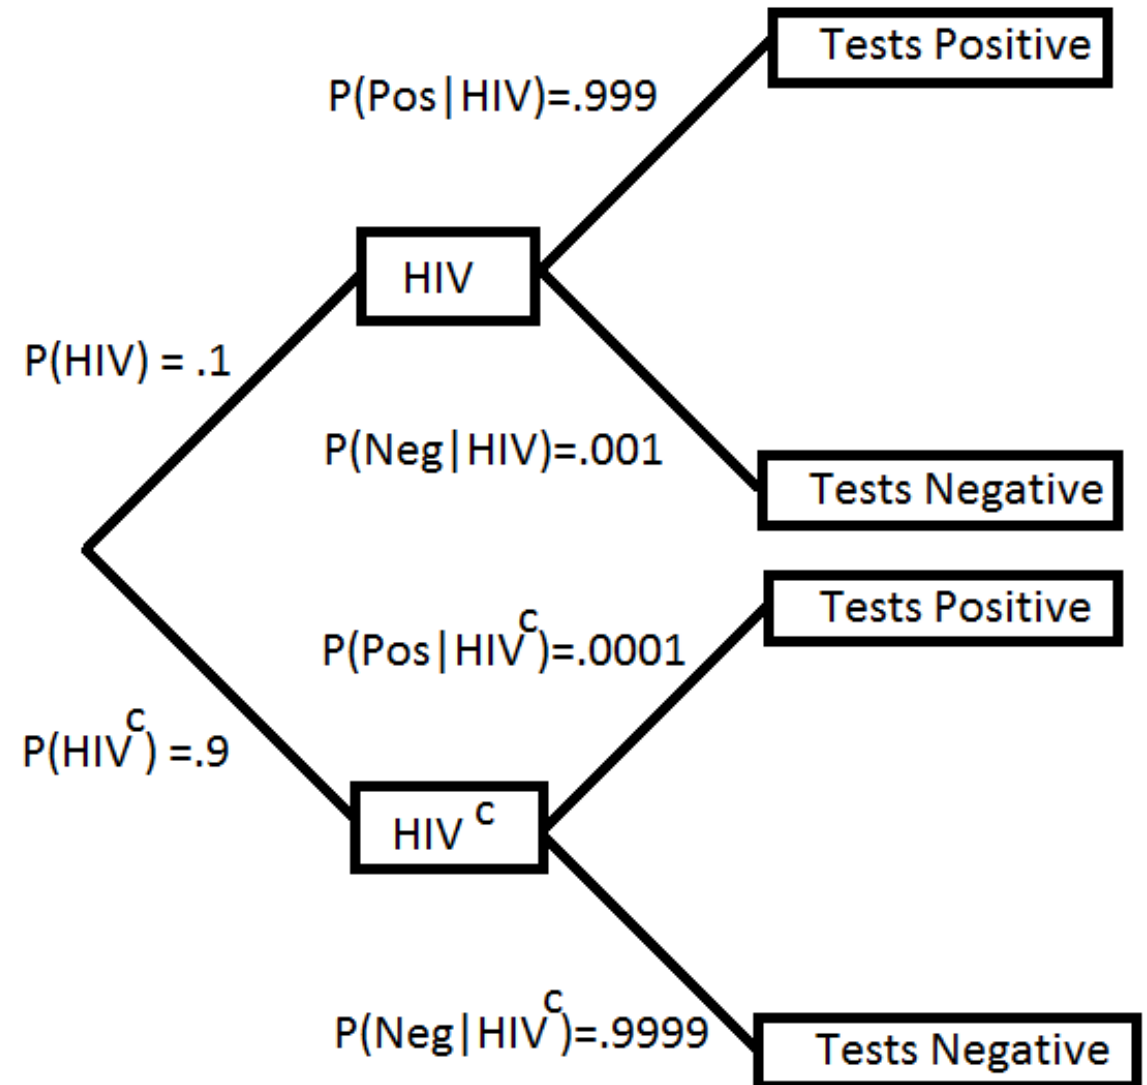 Tests Positive
P(Pos|HIV)=.999
HIV
P(HIV) = .1
P(Neg|HIV)=.001
Tests Negative
Tests Positive
P(Pos|HIV^c)=.0001
P(HIV^c) =.9
HIV^c
P(Neg|HIV^c)=.9999
Tests Negative